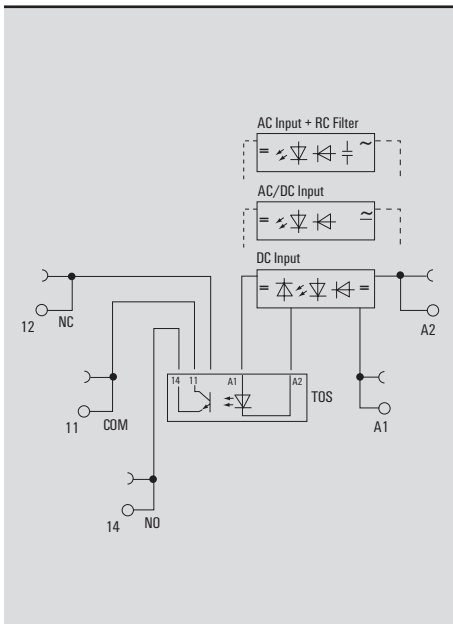 AC Input + RC Filter
= ~
AC/DC Input
= ≃
DC Input
= =
12 NC
A2
14 11 A1 A2
TOS
11 COM
A1
14 NO